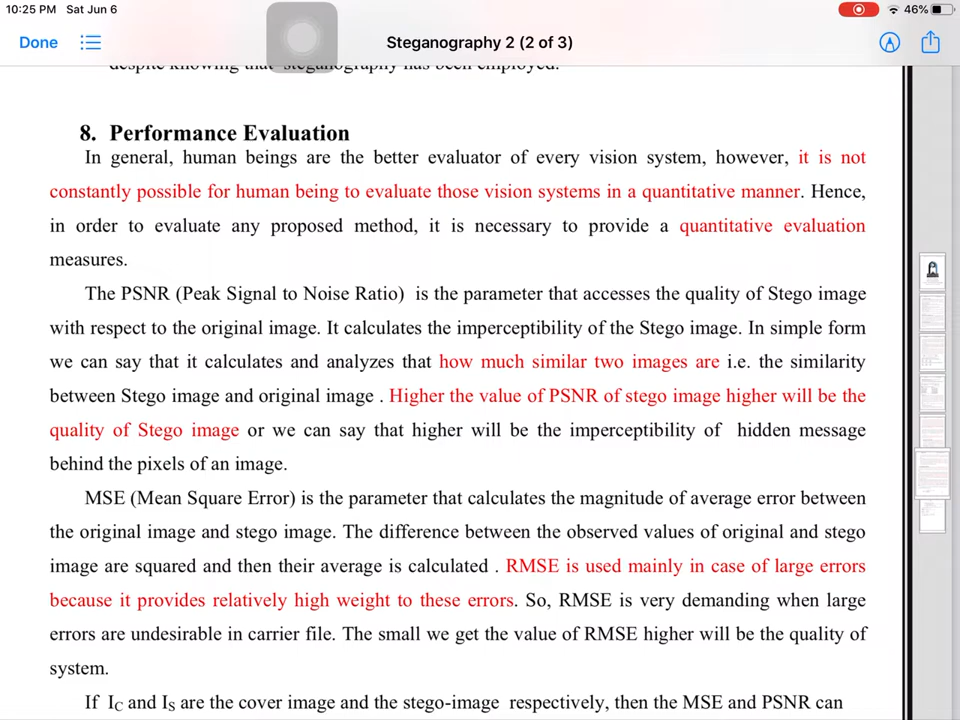 10:25 PM Sat Jun 6
46%
Done
Steganography 2 (2 of 3)
despite knowing that steganography has been employed.
8. Performance Evaluation
In general, human beings are the better evaluator of every vision system, however, it is not
constantly possible for human being to evaluate those vision systems in a quantitative manner. Hence,
in order to evaluate any proposed method, it is necessary to provide a quantitative evaluation
measures.
The PSNR (Peak Signal to Noise Ratio) is the parameter that accesses the quality of Stego image
with respect to the original image. It calculates the imperceptibility of the Stego image. In simple form
we can say that it calculates and analyzes that how much similar two images are i.e. the similarity
between Stego image and original image . Higher the value of PSNR of stego image higher will be the
quality of Stego image or we can say that higher will be the imperceptibility of hidden message
behind the pixels of an image.
MSE (Mean Square Error) is the parameter that calculates the magnitude of average error between
the original image and stego image. The difference between the observed values of original and stego
image are squared and then their average is calculated . RMSE is used mainly in case of large errors
because it provides relatively high weight to these errors. So, RMSE is very demanding when large
errors are undesirable in carrier file. The small we get the value of RMSE higher will be the quality of
system.
If IC and IS are the cover image and the stego-image respectively, then the MSE and PSNR can